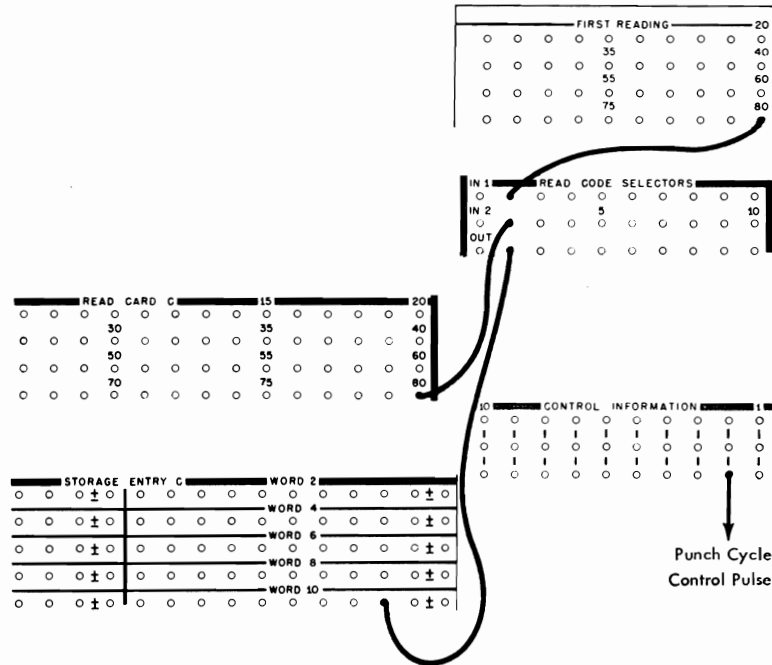 FIRST READING 20
35 40
55 60
75 80
IN 1 READ CODE SELECTORS
IN 2 5 10
OUT
READ CARD C 15 20
30 35 40
50 55 60
70 75 80
10 CONTROL INFORMATION 1
STORAGE ENTRY C WORD 2
± ±
WORD 4
± ±
WORD 6
± ±
WORD 8
± ±
WORD 10
± ±
Punch Cycle
Control Pulse